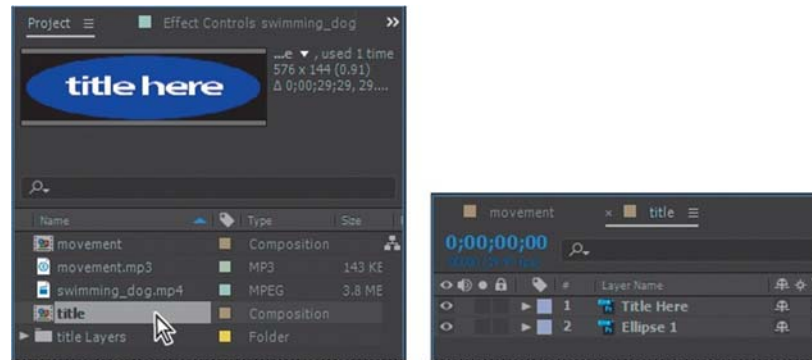 Project
Effect Controls swimming_dog
...e ▼ , used 1 time
576 x 144 (0.91)
Δ 0;00;29;29, 29....
title here
Name Type Size
movement Composition
movement.mp3 MP3 143 KE
swimming_dog.mp4 MPEG 3.8 ME
title Composition
title Layers Folder
movement × title
0;00;00;00
# Layer Name
1 Title Here
2 Ellipse 1